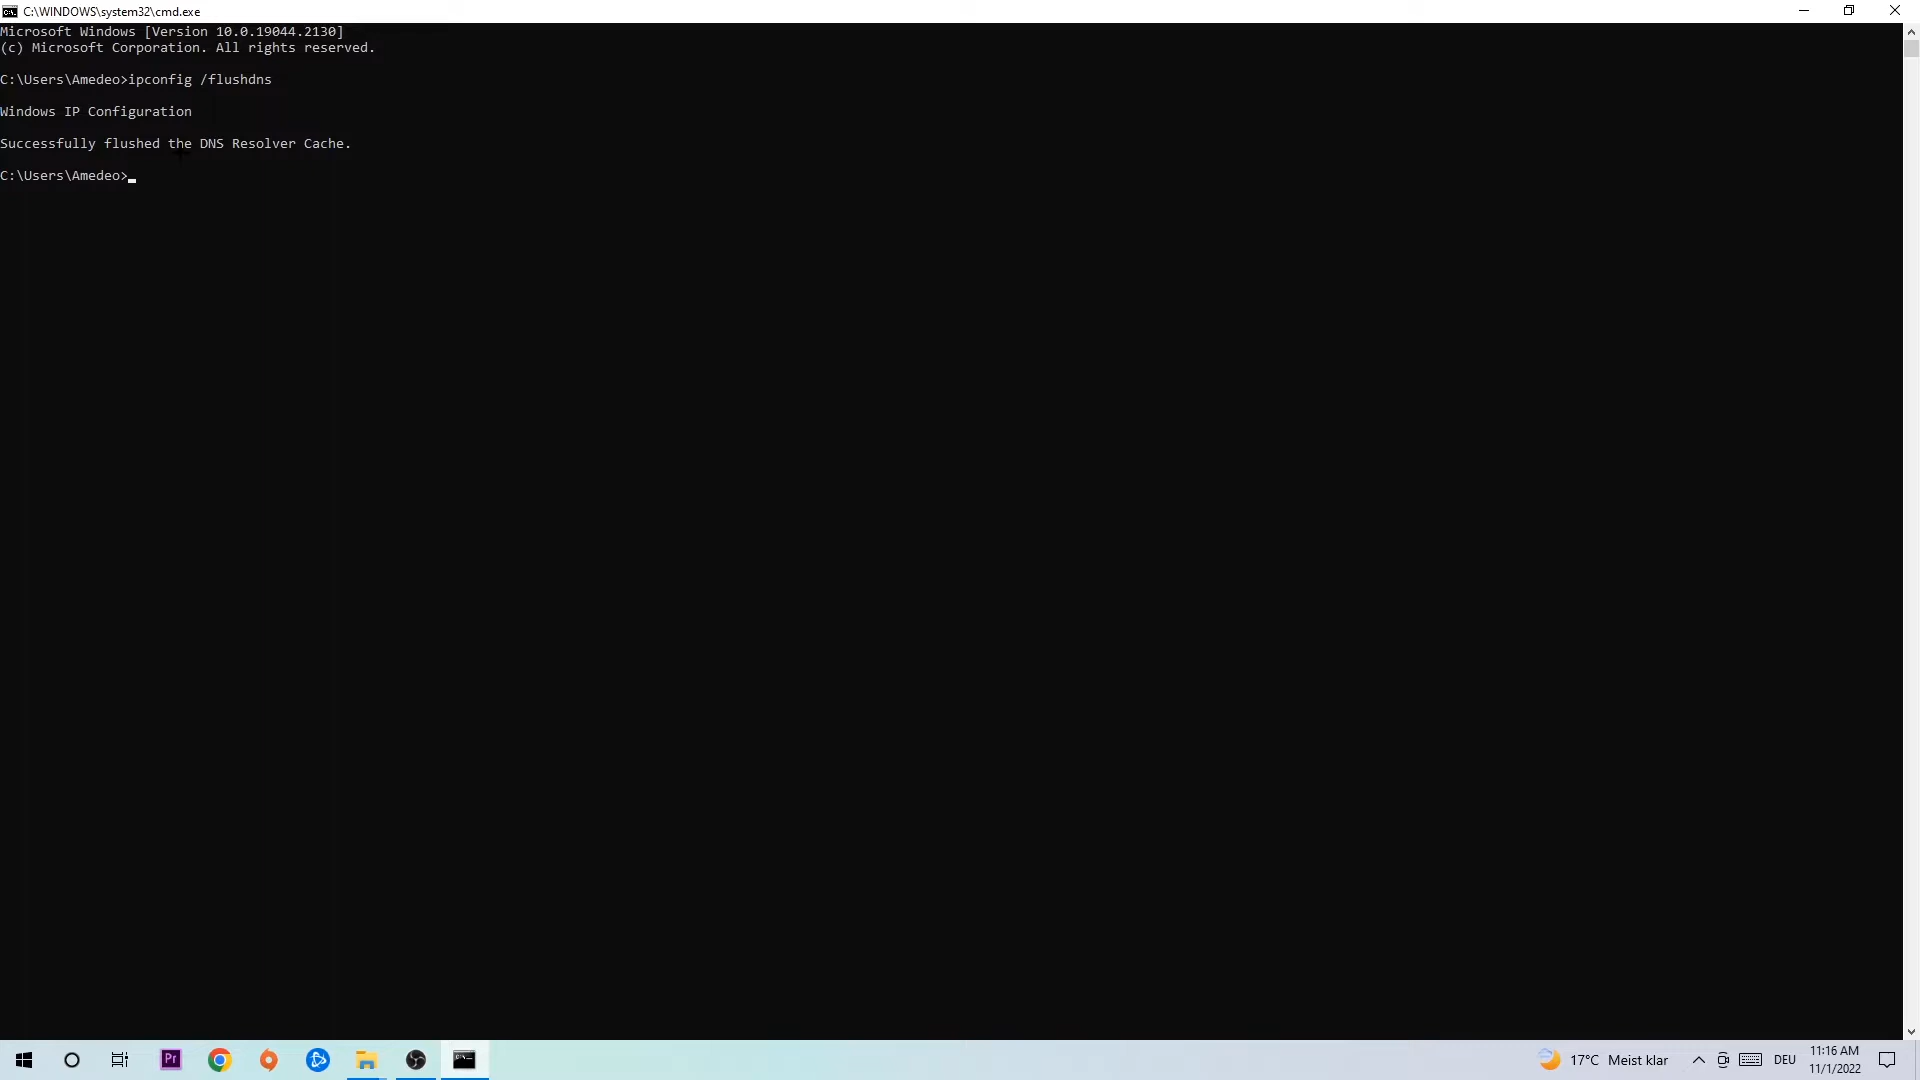 C:\WINDOWS\system32\cmd.exe
Microsoft Windows [Version 10.0.19044.2130]
(c) Microsoft Corporation. All rights reserved.
C:\Users\Amedeo>ipconfig /flushdns
Windows IP Configuration
Successfully flushed the DNS Resolver Cache.
C:\Users\Amedeo>
Pr
17°C Meist klar
DEU
11:16 AM
11/1/2022